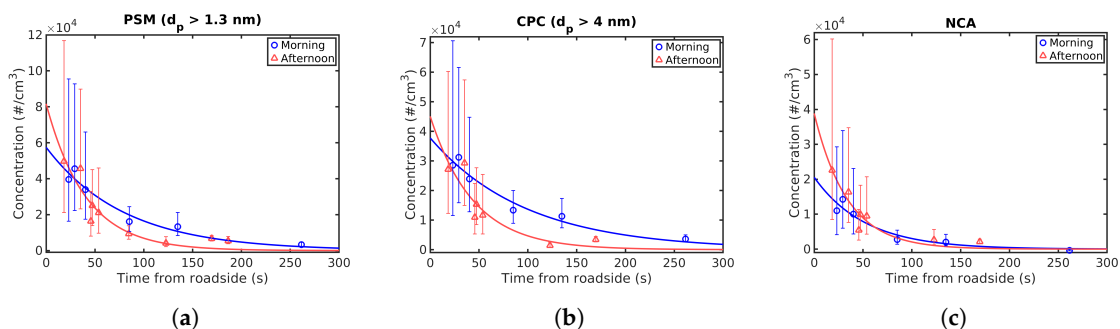 PSM (d_p > 1.3 nm)
×10^4
12
10
8
6
4
2
0
Concentration (#/cm^3)
Morning
Afternoon
0 50 100 150 200 250 300
Time from roadside (s)
(a)
CPC (d_p > 4 nm)
×10^4
7
6
5
4
3
2
1
0
Concentration (#/cm^3)
Morning
Afternoon
0 50 100 150 200 250 300
Time from roadside (s)
(b)
NCA
×10^4
6
5
4
3
2
1
0
Concentration (#/cm^3)
Morning
Afternoon
0 50 100 150 200 250 300
Time from roadside (s)
(c)